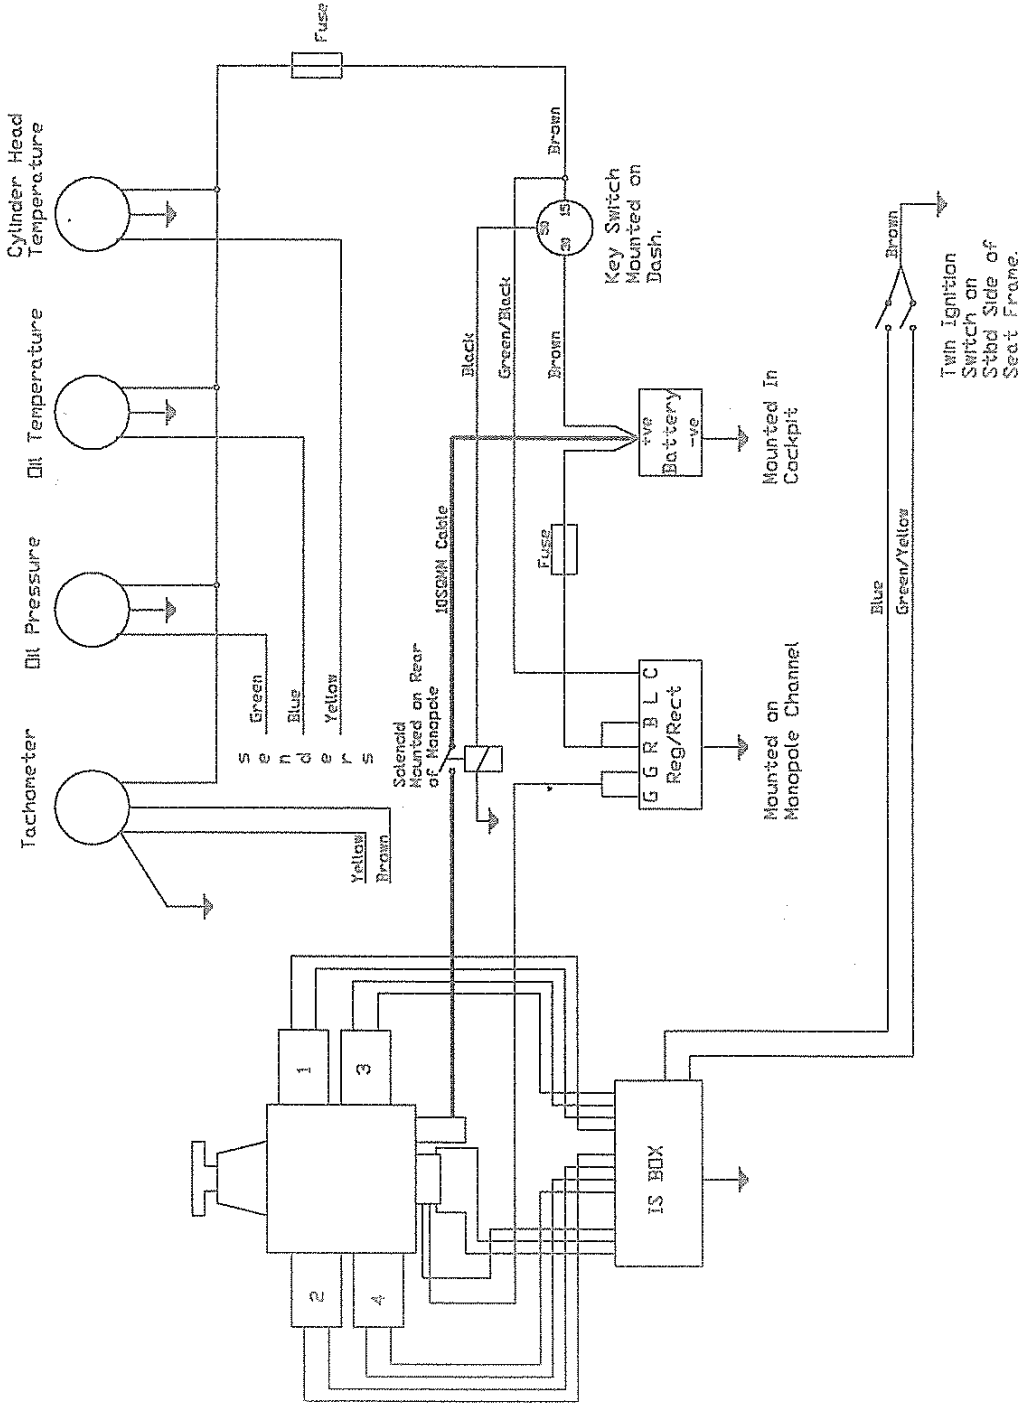 Tachometer
Oil Pressure
Oil Temperature
Cylinder Head
Temperature
Fuse
Green
Blue
Yellow
Senders
Yellow
Brown
1
3
2
4
Solenoid
Mounted on Rear
of Monopole
10SQMM Cable
Black
Green/Black
Brown
Brown
50
15
30
Key Switch
Mounted on
Dash.
Fuse
+ve
Battery
-ve
Mounted In
Cockpit
G G R B L C
Reg/Rect
Mounted on
Monopole Channel
IS BOX
Blue
Green/Yellow
Brown
Twin Ignition
Switch on
Stbd Side of
Seat Frame.